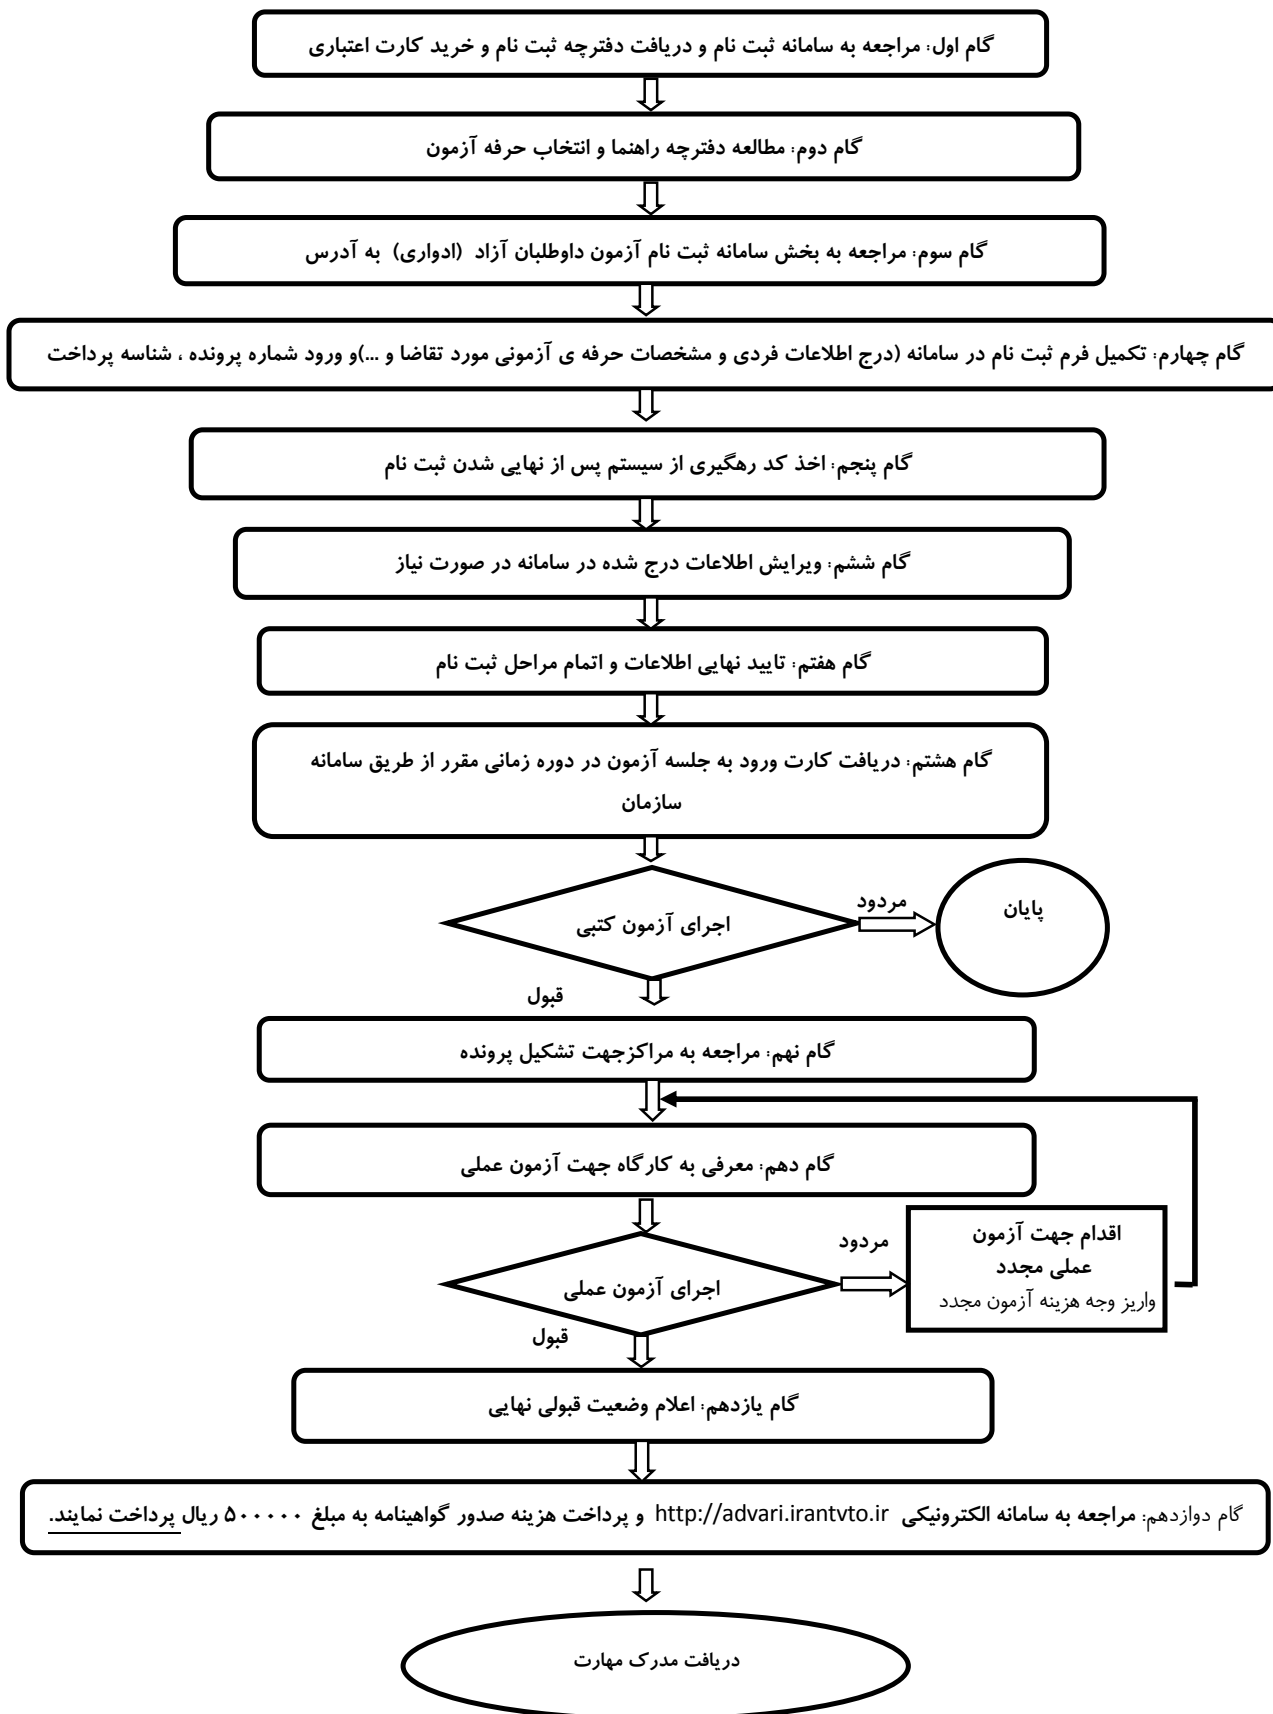 گام اول: مراجعه به سامانه ثبت نام و دریافت دفترچه ثبت نام و خرید کارت اعتباری
گام دوم: مطالعه دفترچه راهنما و انتخاب حرفه آزمون
گام سوم: مراجعه به بخش سامانه ثبت نام آزمون داوطلبان آزاد (ادواری) به آدرس
گام چهارم: تکمیل فرم ثبت نام در سامانه (درج اطلاعات فردی و مشخصات حرفه ی آزمونی مورد تقاضا و ...)و ورود شماره پرونده ، شناسه پرداخت
گام پنجم: اخذ کد رهگیری از سیستم پس از نهایی شدن ثبت نام
گام ششم: ویرایش اطلاعات درج شده در سامانه در صورت نیاز
گام هفتم: تایید نهایی اطلاعات و اتمام مراحل ثبت نام
گام هشتم: دریافت کارت ورود به جلسه آزمون در دوره زمانی مقرر از طریق سامانه
سازمان
اجرای آزمون کتبی
مردود
پایان
قبول
گام نهم: مراجعه به مراکزجهت تشکیل پرونده
گام دهم: معرفی به کارگاه جهت آزمون عملی
اجرای آزمون عملی
مردود
اقدام جهت آزمون
عملی مجدد
واریز وجه هزینه آزمون مجدد
قبول
گام یازدهم: اعلام وضعیت قبولی نهایی
گام دوازدهم: مراجعه به سامانه الکترونیکی http://advari.irantvto.ir و پرداخت هزینه صدور گواهینامه به مبلغ ۵۰۰۰۰۰ ریال پرداخت نمایند.
دریافت مدرک مهارت